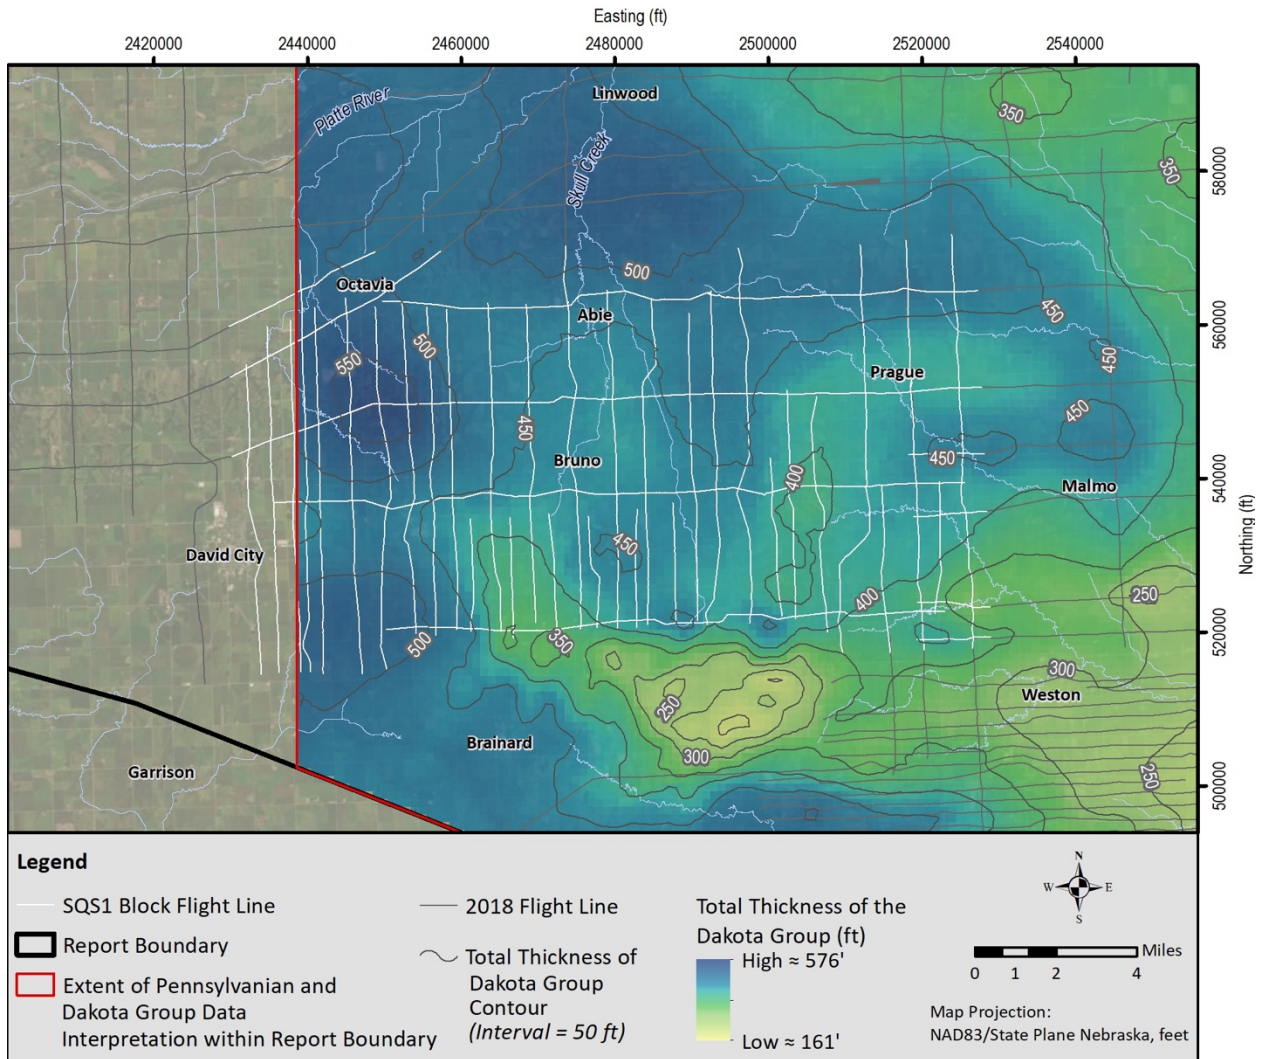 Easting (ft)
2420000 2440000 2460000 2480000 2500000 2520000 2540000
Linwood
Platte River
350
Skull Creek
350
580000
500
Octavia
450
Abie
560000
500
550
450
Prague
450
450
Bruno
450
400
Malmo
540000
Northing (ft)
David City
450
250
400
520000
500
350
300
Weston
250
Brainard
300
Garrison
250
500000
Legend
SQS1 Block Flight Line
Report Boundary
Extent of Pennsylvanian and
Dakota Group Data
Interpretation within Report Boundary
2018 Flight Line
Total Thickness of
Dakota Group
Contour
(Interval = 50 ft)
Total Thickness of the
Dakota Group (ft)
High ≈ 576'
Low ≈ 161'
N
W E
S
Miles
0 1 2 4
Map Projection:
NAD83/State Plane Nebraska, feet